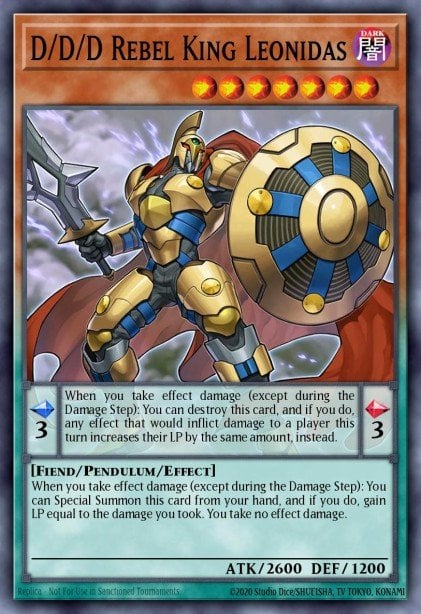 D/D/D Rebel King Leonidas
DARK
闇
When you take effect damage (except during the
Damage Step): You can destroy this card, and if you do,
any effect that would inflict damage to a player this
turn increases their LP by the same amount, instead.
3
3
[Fiend/Pendulum/Effect]
When you take effect damage (except during the Damage Step): You
can Special Summon this card from your hand, and if you do, gain
LP equal to the damage you took. You take no effect damage.
ATK/2600 DEF/1200
Replica - Not For Use in Sanctioned Tournaments
©2020 Studio Dice/SHUEISHA, TV TOKYO, KONAMI